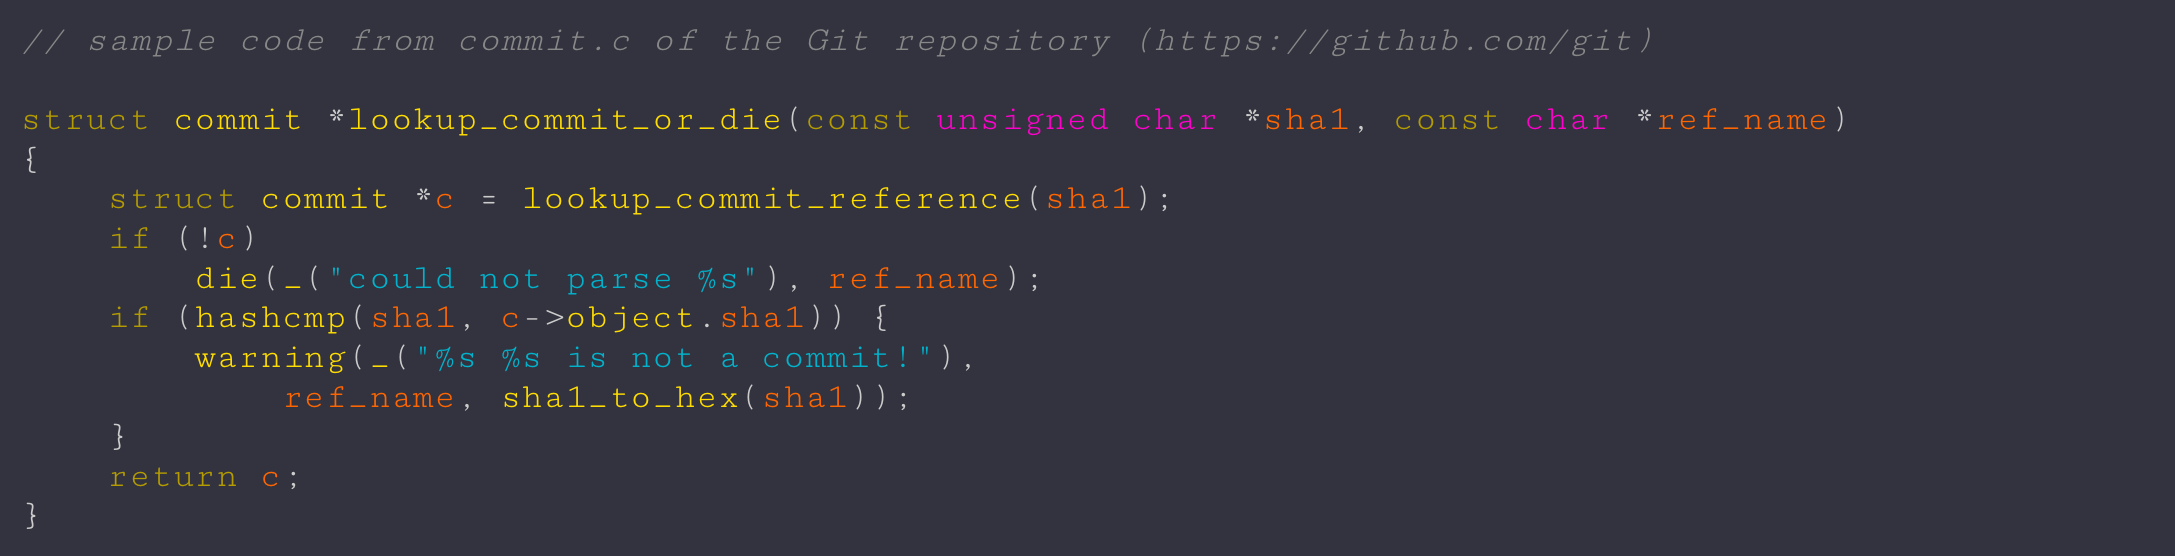 // sample code from commit.c of the Git repository (https://github.com/git)

struct commit *lookup_commit_or_die(const unsigned char *sha1, const char *ref_name)
{
    struct commit *c = lookup_commit_reference(sha1);
    if (!c)
        die(_("could not parse %s"), ref_name);
    if (hashcmp(sha1, c->object.sha1)) {
        warning(_("%s %s is not a commit!"),
            ref_name, sha1_to_hex(sha1));
    }
    return c;
}